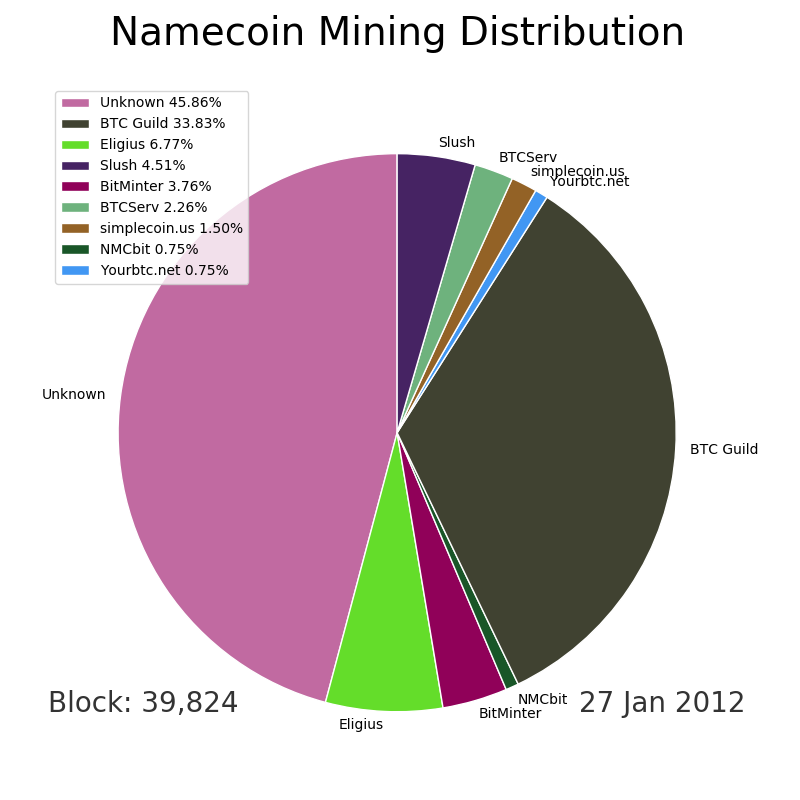 Namecoin Mining Distribution
Unknown 45.86%
BTC Guild 33.83%
Eligius 6.77%
Slush 4.51%
BitMinter 3.76%
BTCServ 2.26%
simplecoin.us 1.50%
NMCbit 0.75%
Yourbtc.net 0.75%
Slush
BTCServ
simplecoin.us
Yourbtc.net
Unknown
BTC Guild
NMCbit
BitMinter
Eligius
Block: 39,824
27 Jan 2012